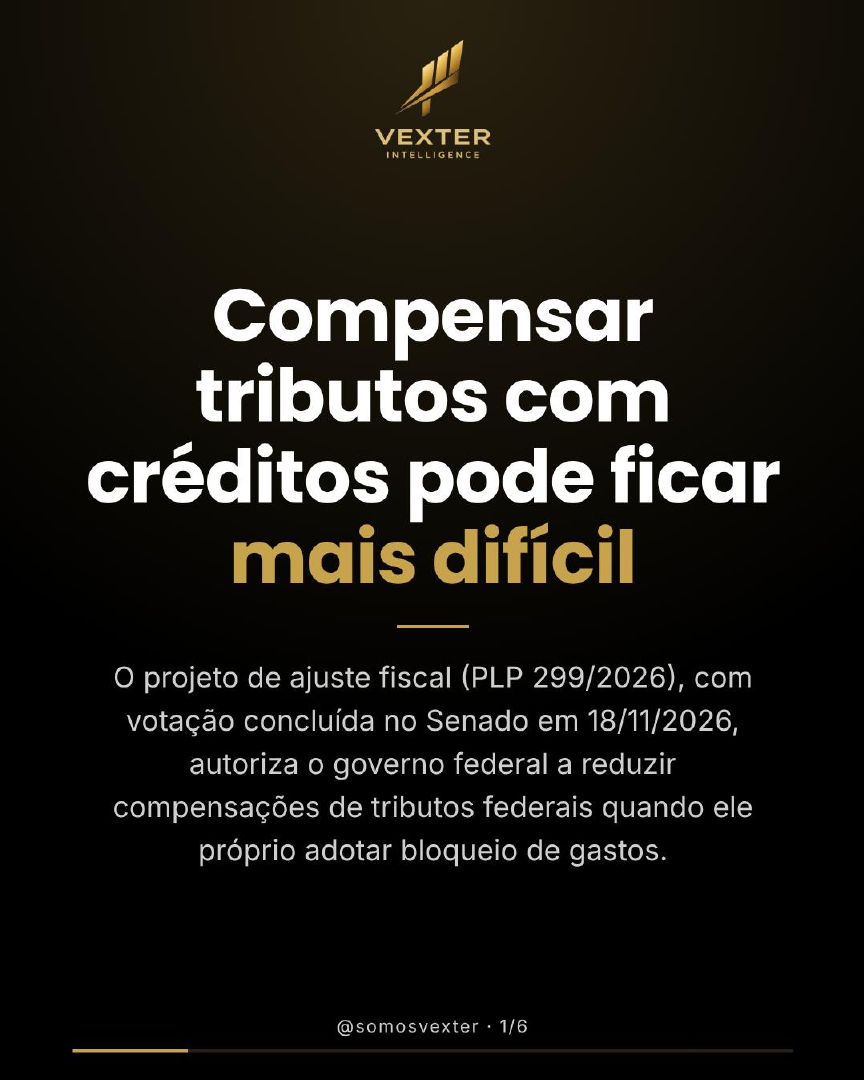 VEXTER
INTELLIGENCE
Compensar
tributos com
créditos pode ficar
mais difícil
O projeto de ajuste fiscal (PLP 299/2026), com
votação concluída no Senado em 18/11/2026,
autoriza o governo federal a reduzir
compensações de tributos federais quando ele
próprio adotar bloqueio de gastos.
@somosvexter · 1/6